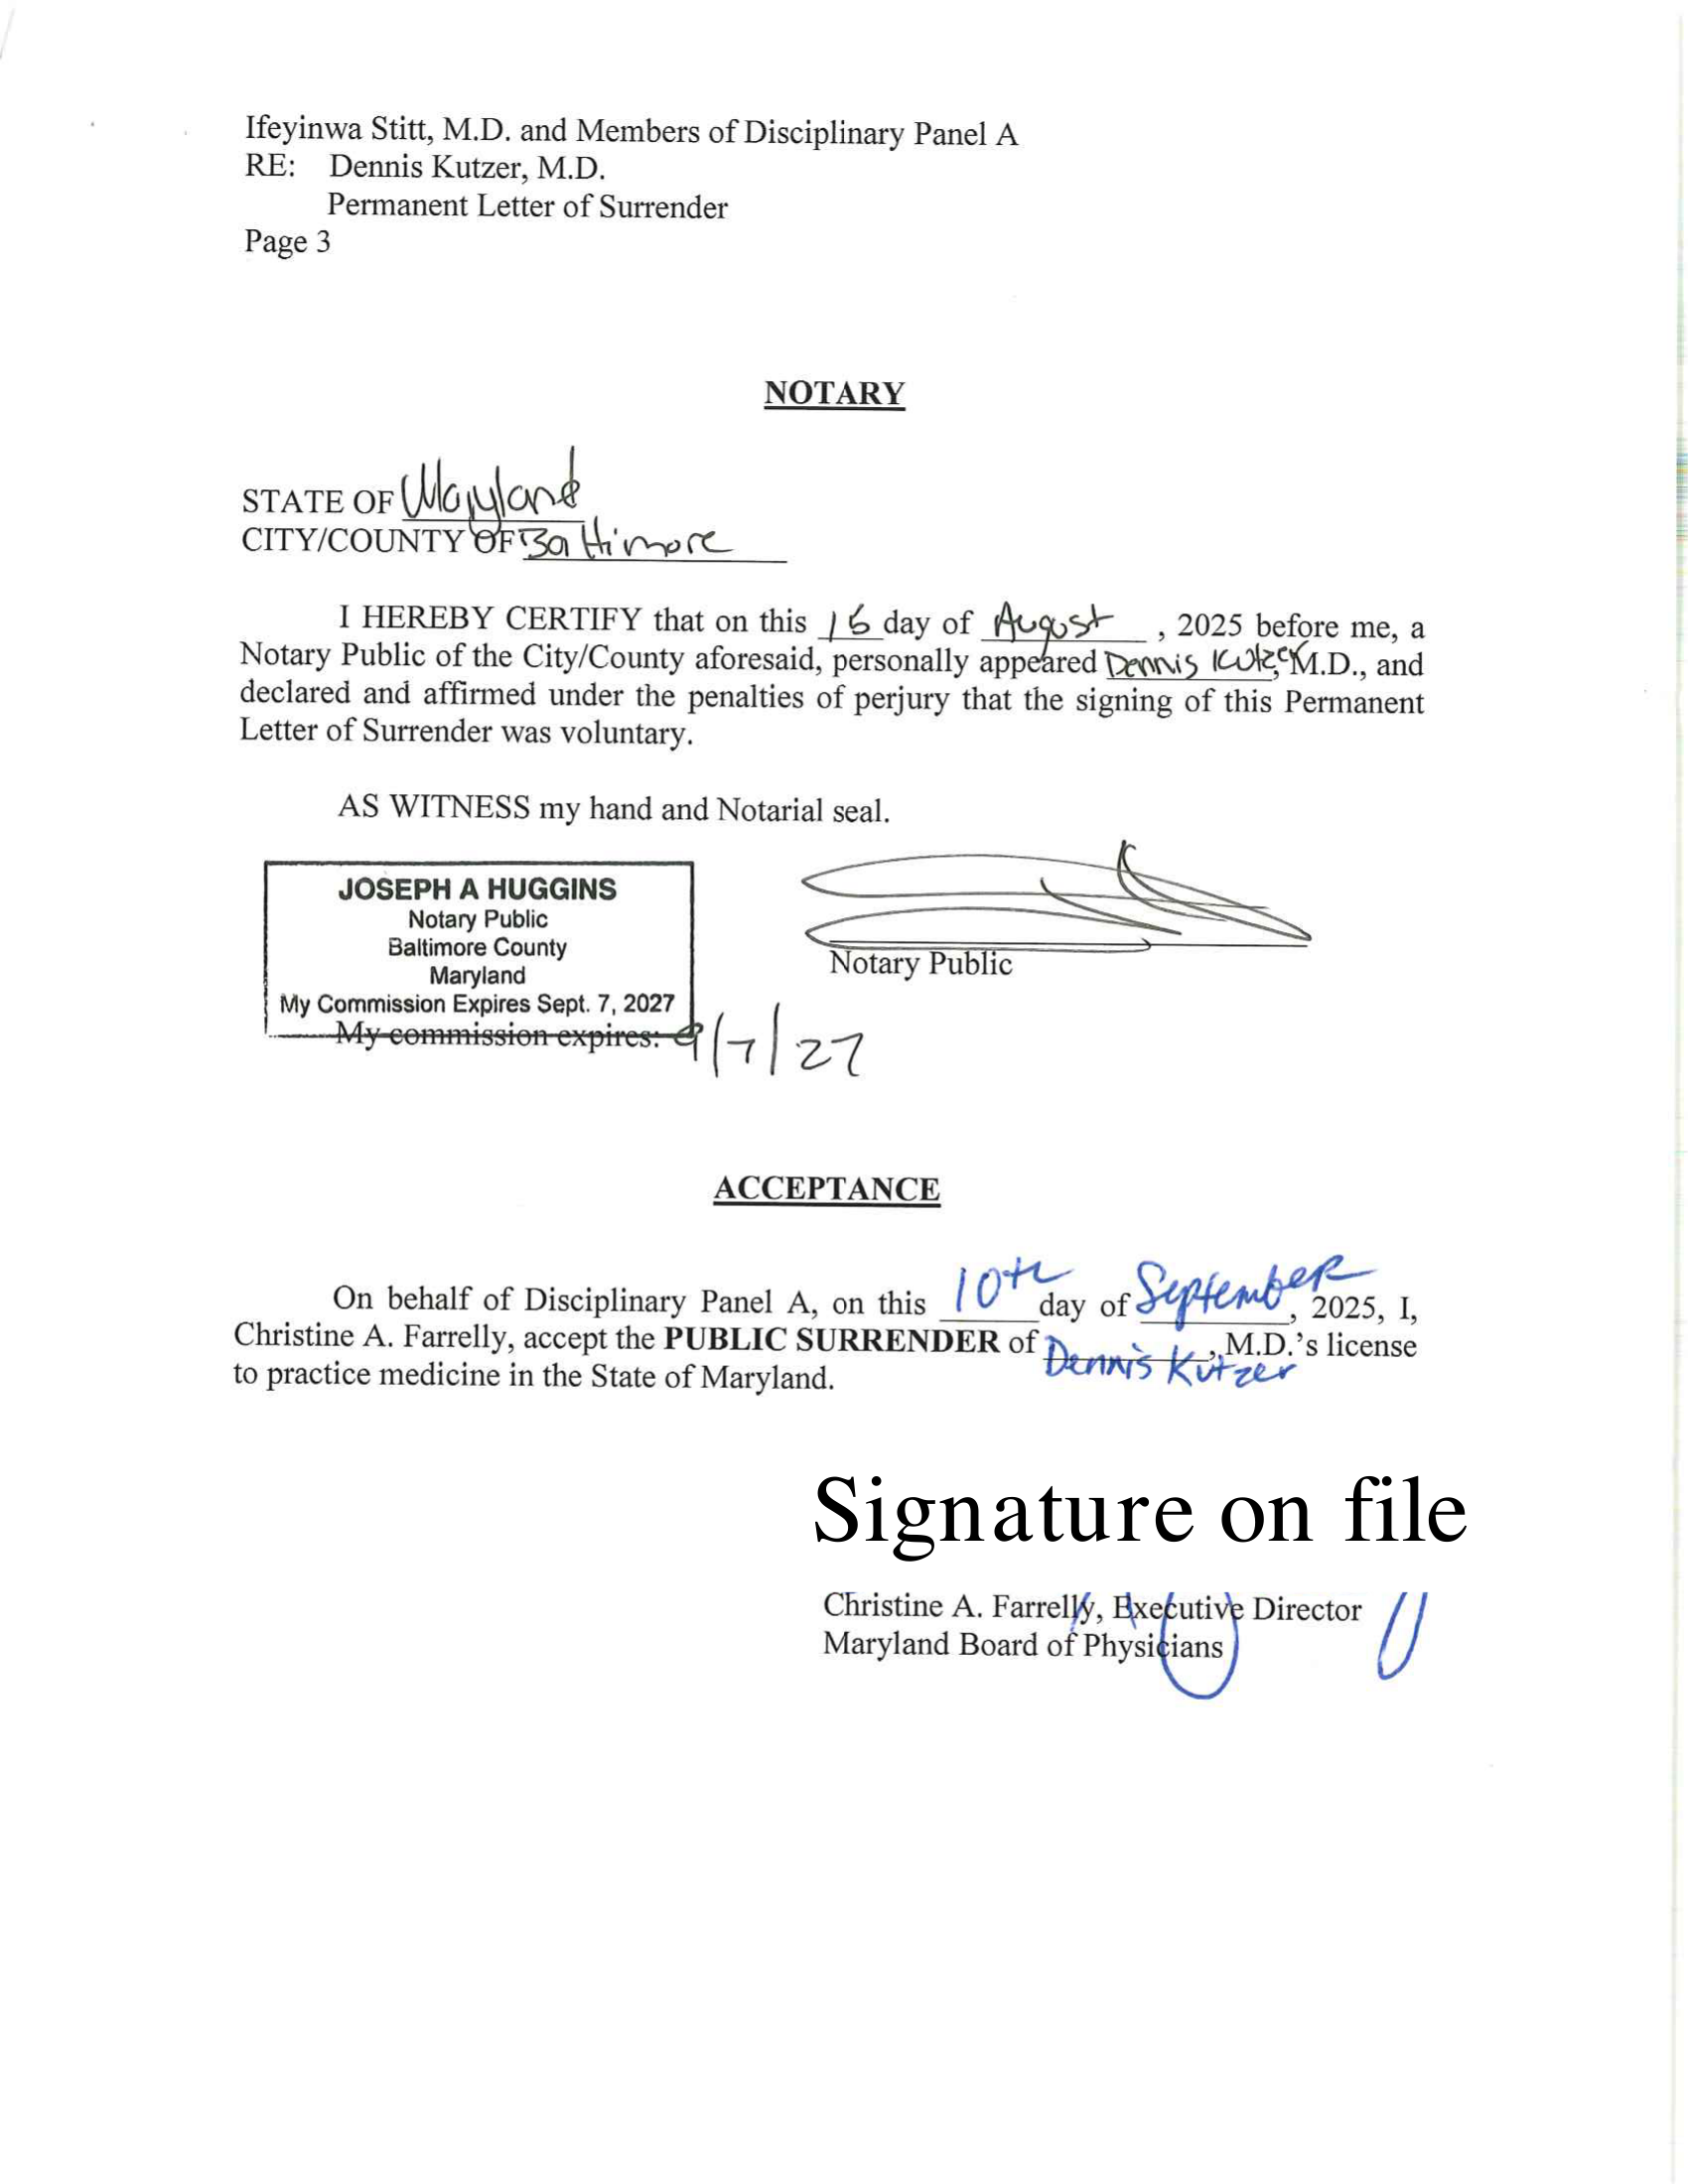 Ifeyinwa Stitt, M.D. and Members of Disciplinary Panel A
RE: Dennis Kutzer, M.D.
Permanent Letter of Surrender
Page 3
NOTARY
STATE OF Maryland
CITY/COUNTY OF Baltimore
I HEREBY CERTIFY that on this 16 day of August, 2025 before me, a
Notary Public of the City/County aforesaid, personally appeared Dennis Kutzer, M.D., and
declared and affirmed under the penalties of perjury that the signing of this Permanent
Letter of Surrender was voluntary.
AS WITNESS my hand and Notarial seal.
JOSEPH A HUGGINS
Notary Public
Baltimore County
Maryland
My Commission Expires Sept. 7, 2027
Notary Public
My commission expires: 9/7/27
ACCEPTANCE
On behalf of Disciplinary Panel A, on this 10th day of September, 2025, I,
Christine A. Farrelly, accept the PUBLIC SURRENDER of Dennis Kutzer, M.D.'s license
to practice medicine in the State of Maryland.
Signature on file
Christine A. Farrelly, Executive Director
Maryland Board of Physicians